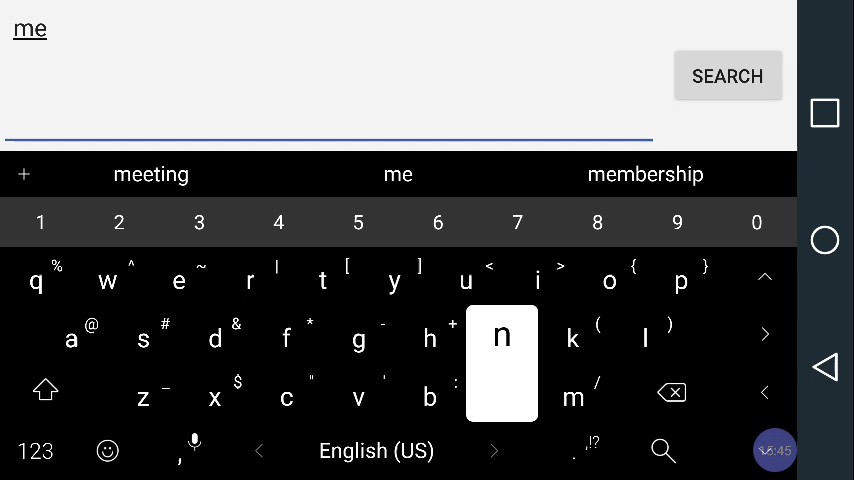 me
SEARCH
+ meeting me membership
1 2 3 4 5 6 7 8 9 0
q % w ^ e ~ r | t [ y ] u < i > o { p }
a @ s # d & f * g - h + n k ( l )
z _ x $ c " v ' b : m /
123 , < English (US) > . ,!?